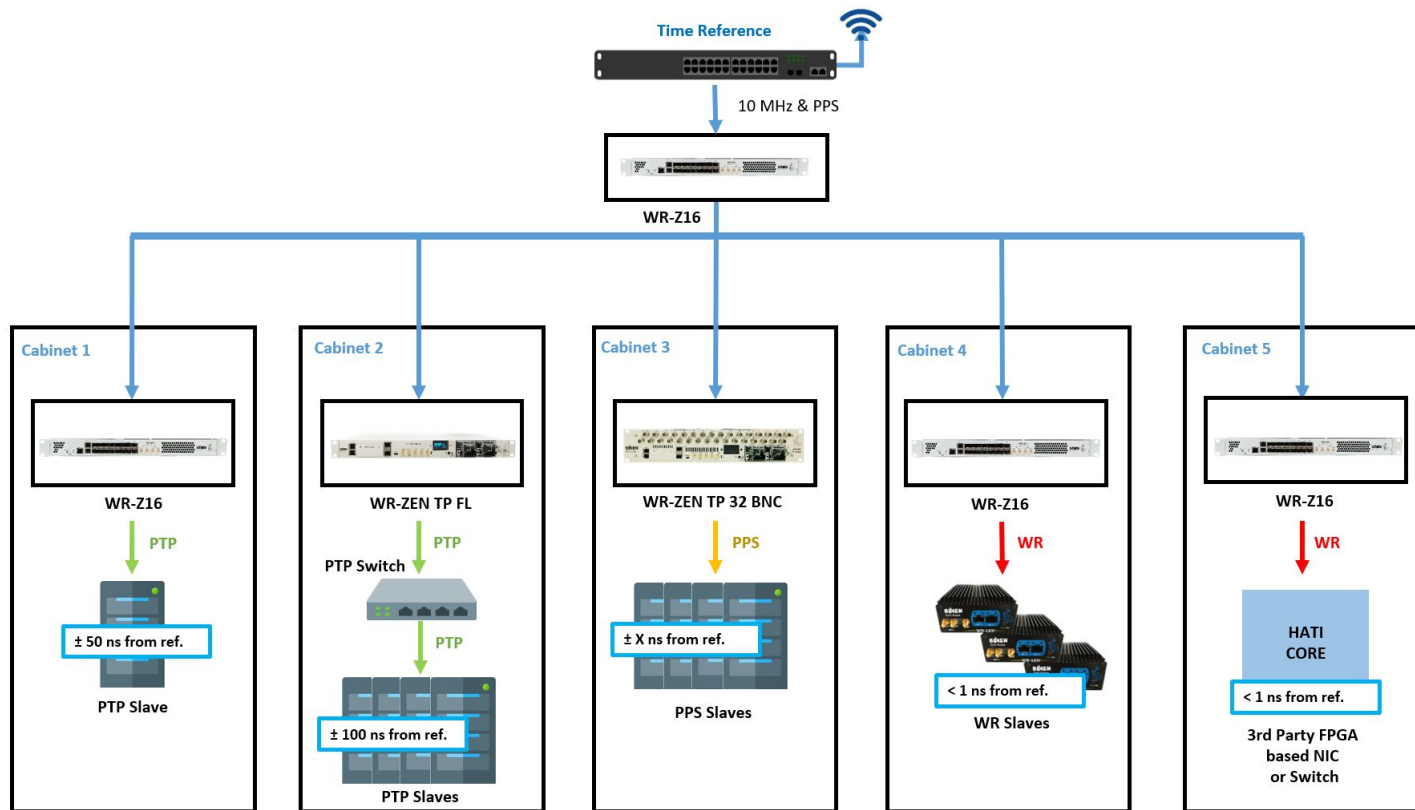 Time Reference
10 MHz & PPS
WR-Z16
Cabinet 1
WR-Z16
PTP
± 50 ns from ref.
PTP Slave
Cabinet 2
WR-ZEN TP FL
PTP
PTP Switch
PTP
± 100 ns from ref.
PTP Slaves
Cabinet 3
WR-ZEN TP 32 BNC
PPS
± X ns from ref.
PPS Slaves
Cabinet 4
WR-Z16
WR
< 1 ns from ref.
WR Slaves
Cabinet 5
WR-Z16
WR
HATI
CORE
< 1 ns from ref.
3rd Party FPGA
based NIC
or Switch